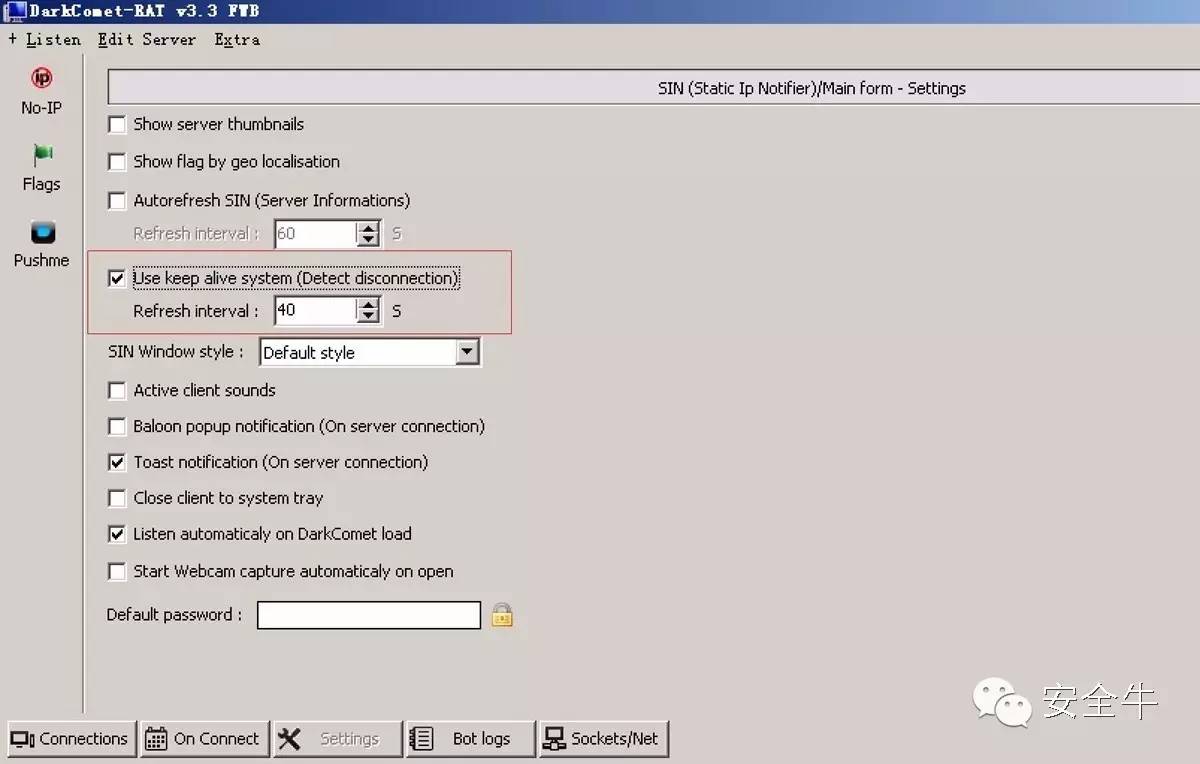 DarkComet-RAT v3.3 FWB
+ Listen Edit Server Extra
ip
No-IP
Flags
Pushme
SIN (Static Ip Notifier)/Main form - Settings
Show server thumbnails
Show flag by geo localisation
Autorefresh SIN (Server Informations)
Refresh interval : 60 S
Use keep alive system (Detect disconnection)
Refresh interval : 40 S
SIN Window style : Default style
Active client sounds
Baloon popup notification (On server connection)
Toast notification (On server connection)
Close client to system tray
Listen automaticaly on DarkComet load
Start Webcam capture automaticaly on open
Default password :
安全牛
Connections On Connect Settings Bot logs Sockets/Net